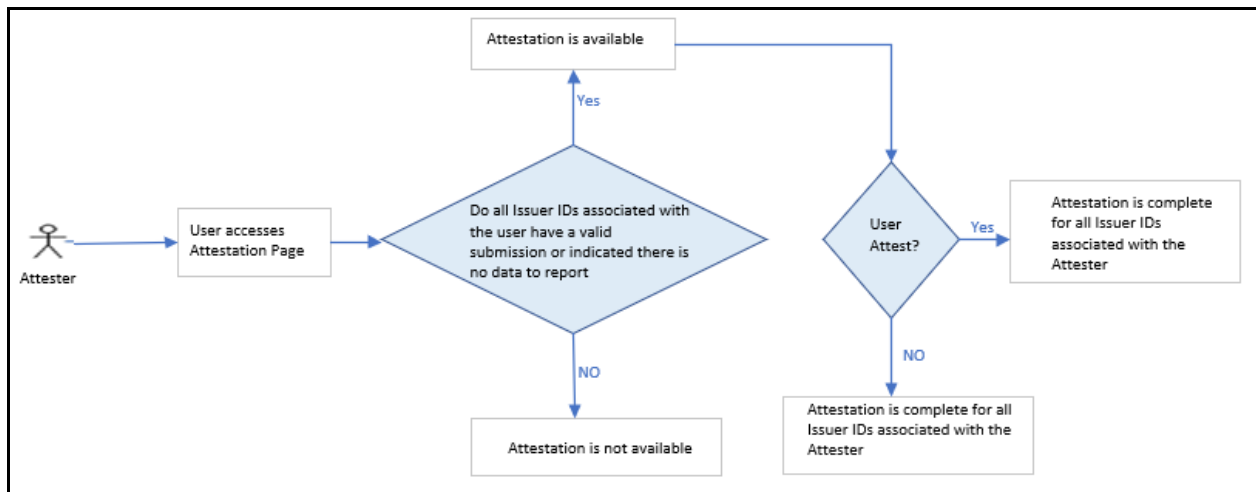 Attestation is available
Yes
Do all Issuer IDs associated with
the user have a valid
submission or indicated there is
no data to report
User accesses
Attestation Page
Attester
User
Attest?
Yes
Attestation is complete
for all Issuer IDs
associated with the
Attester
NO
Attestation is not available
NO
Attestation is complete for all
Issuer IDs associated with the
Attester